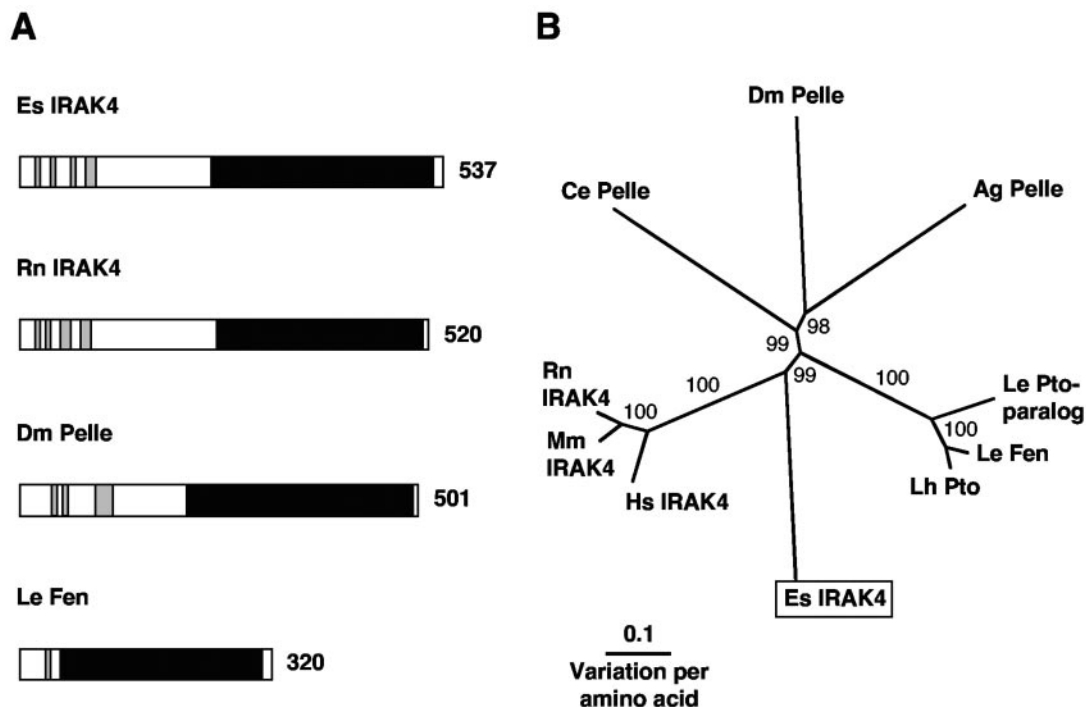 A
Es IRAK4
537
Rn IRAK4
520
Dm Pelle
501
Le Fen
320
B
Dm Pelle
Ce Pelle
Ag Pelle
98
99
99
100
100
100
100
Rn
IRAK4
Mm
IRAK4
Hs IRAK4
Le Pto-
paralog
Le Fen
Lh Pto
Es IRAK4
0.1
Variation per
amino acid